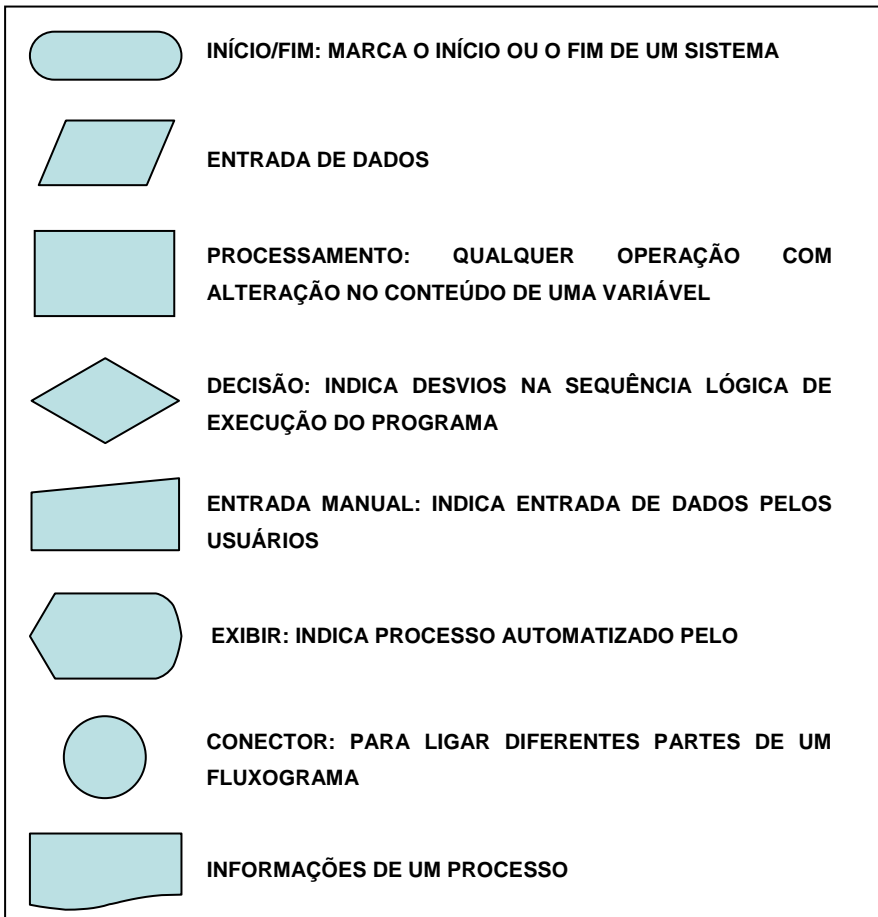 INÍCIO/FIM: MARCA O INÍCIO OU O FIM DE UM SISTEMA
ENTRADA DE DADOS
PROCESSAMENTO: QUALQUER OPERAÇÃO COM
ALTERAÇÃO NO CONTEÚDO DE UMA VARIÁVEL
DECISÃO: INDICA DESVIOS NA SEQUÊNCIA LÓGICA DE
EXECUÇÃO DO PROGRAMA
ENTRADA MANUAL: INDICA ENTRADA DE DADOS PELOS
USUÁRIOS
EXIBIR: INDICA PROCESSO AUTOMATIZADO PELO
CONECTOR: PARA LIGAR DIFERENTES PARTES DE UM
FLUXOGRAMA
INFORMAÇÕES DE UM PROCESSO